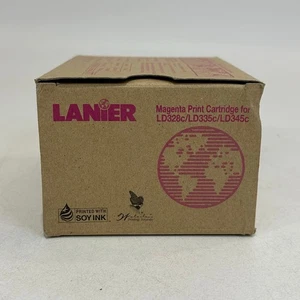 LANIER
Magenta Print Cartridge for
LD328c/LD335c/LD345c
PRINTED WITH
SOY INK